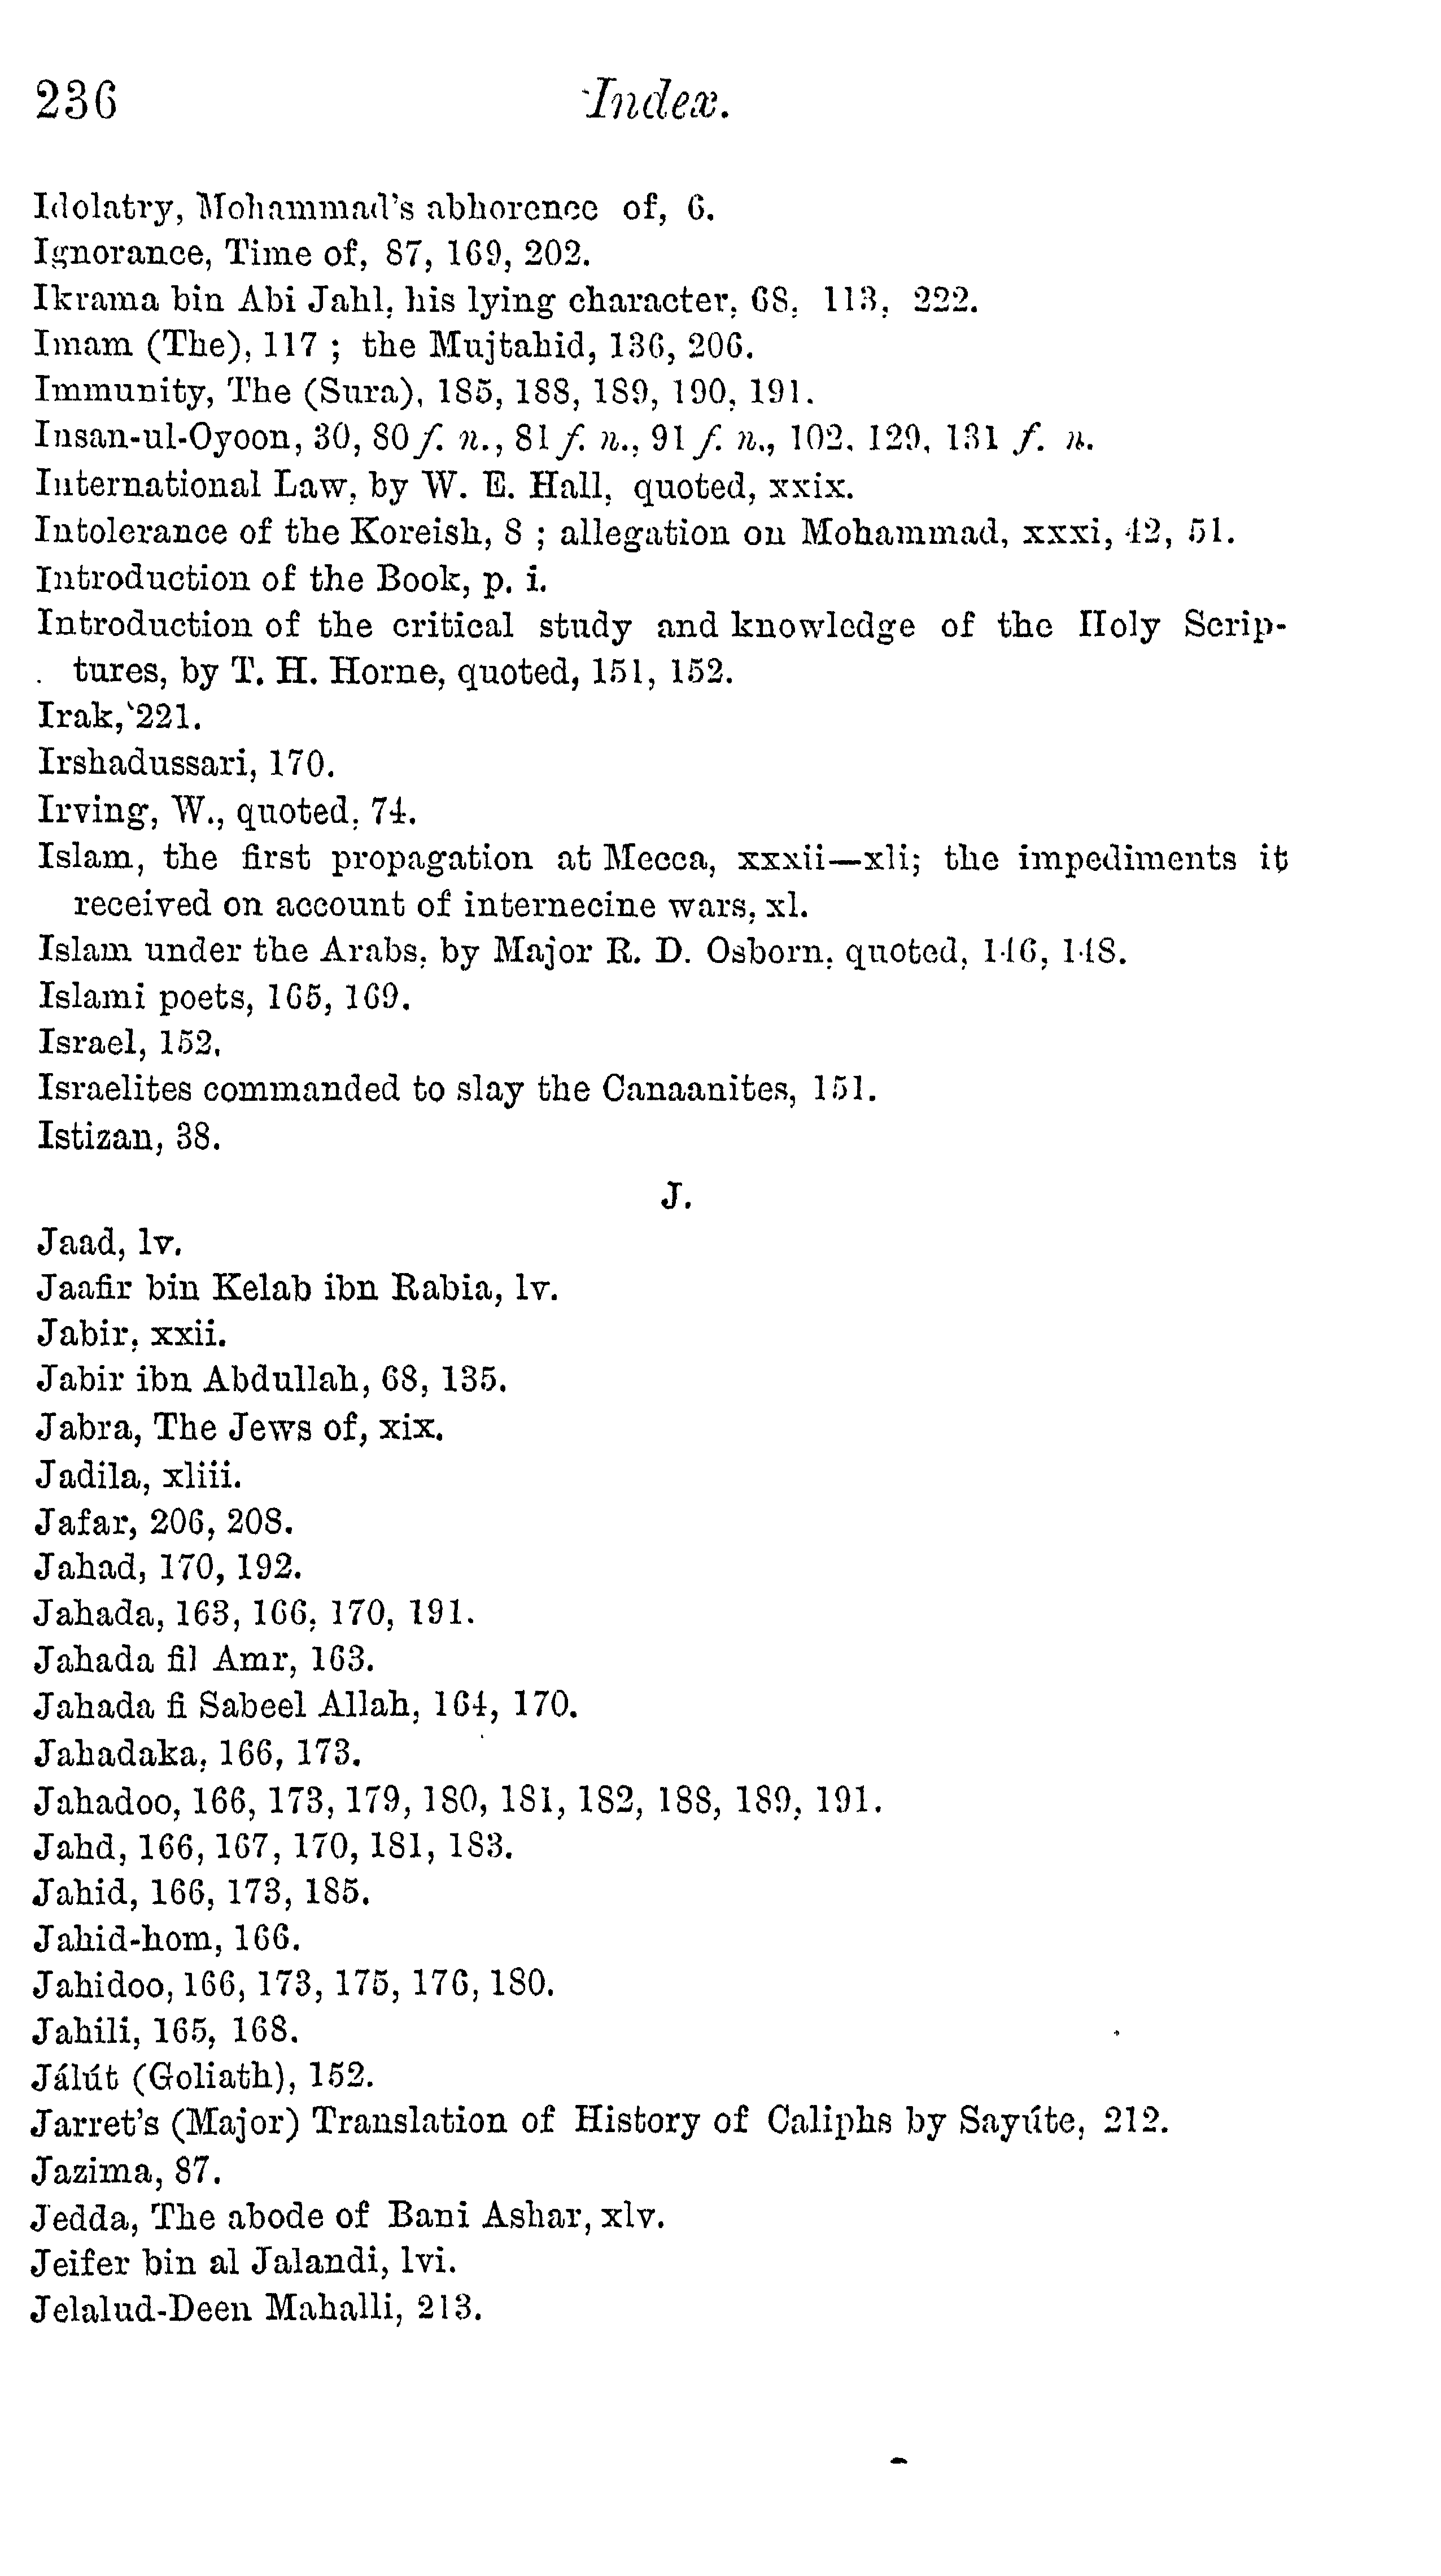 236 Index.
Idolatry, Mohammad's abhorence of, 6.
Ignorance, Time of, 87, 169, 202.
Ikrama bin Abi Jahl, his lying character, 68, 113, 222.
Imam (The), 117 ; the Mujtahid, 136, 206.
Immunity, The (Sura), 185, 188, 189, 190, 191.
Insan-ul-Oyoon, 30, 80 f. n., 81 f. n., 91 f. n., 102, 129, 131 f. n.
International Law, by W. E. Hall, quoted, xxix.
Intolerance of the Koreish, 8 ; allegation on Mohammad, xxxi, 42, 51.
Introduction of the Book, p. i.
Introduction of the critical study and knowledge of the Holy Scrip-
tures, by T. H. Horne, quoted, 151, 152.
Irak, 221.
Irshadussari, 170.
Irving, W., quoted, 74.
Islam, the first propagation at Mecca, xxxii—xli; the impediments it
received on account of internecine wars, xl.
Islam under the Arabs, by Major R. D. Osborn, quoted, 146, 148.
Islami poets, 165, 169.
Israel, 152.
Israelites commanded to slay the Canaanites, 151.
Istizan, 38.
J.
Jaad, lv.
Jaafir bin Kelab ibn Rabia, lv.
Jabir, xxii.
Jabir ibn Abdullah, 68, 135.
Jabra, The Jews of, xix.
Jadila, xliii.
Jafar, 206, 208.
Jahad, 170, 192.
Jahada, 163, 166, 170, 191.
Jahada fil Amr, 163.
Jahada fi Sabeel Allah, 164, 170.
Jahadaka, 166, 173.
Jahadoo, 166, 173, 179, 180, 181, 182, 188, 189, 191.
Jahd, 166, 167, 170, 181, 183.
Jahid, 166, 173, 185.
Jahid-hom, 166.
Jahidoo, 166, 173, 175, 176, 180.
Jahili, 165, 168.
Jálút (Goliath), 152.
Jarret's (Major) Translation of History of Caliphs by Sayúte, 212.
Jazima, 87.
Jedda, The abode of Bani Ashar, xlv.
Jeifer bin al Jalandi, lvi.
Jelalud-Deen Mahalli, 213.